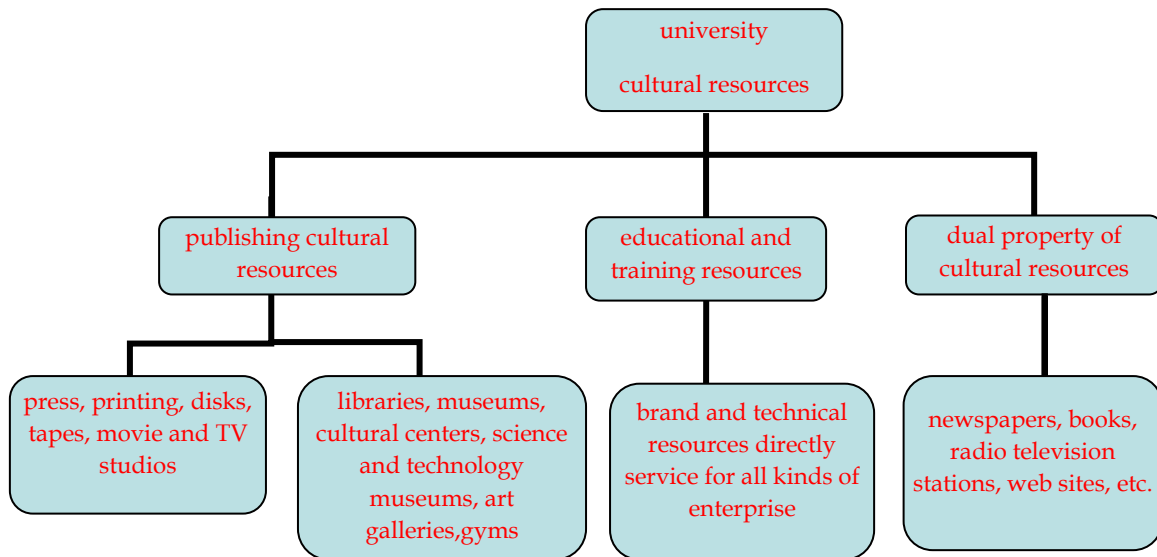 university
cultural resources
publishing cultural
resources
educational and
training resources
dual property of
cultural resources
press, printing, disks,
tapes, movie and TV
studios
libraries, museums,
cultural centers, science
and technology
museums, art
galleries,gyms
brand and technical
resources directly
service for all kinds of
enterprise
newspapers, books,
radio television
stations, web sites, etc.